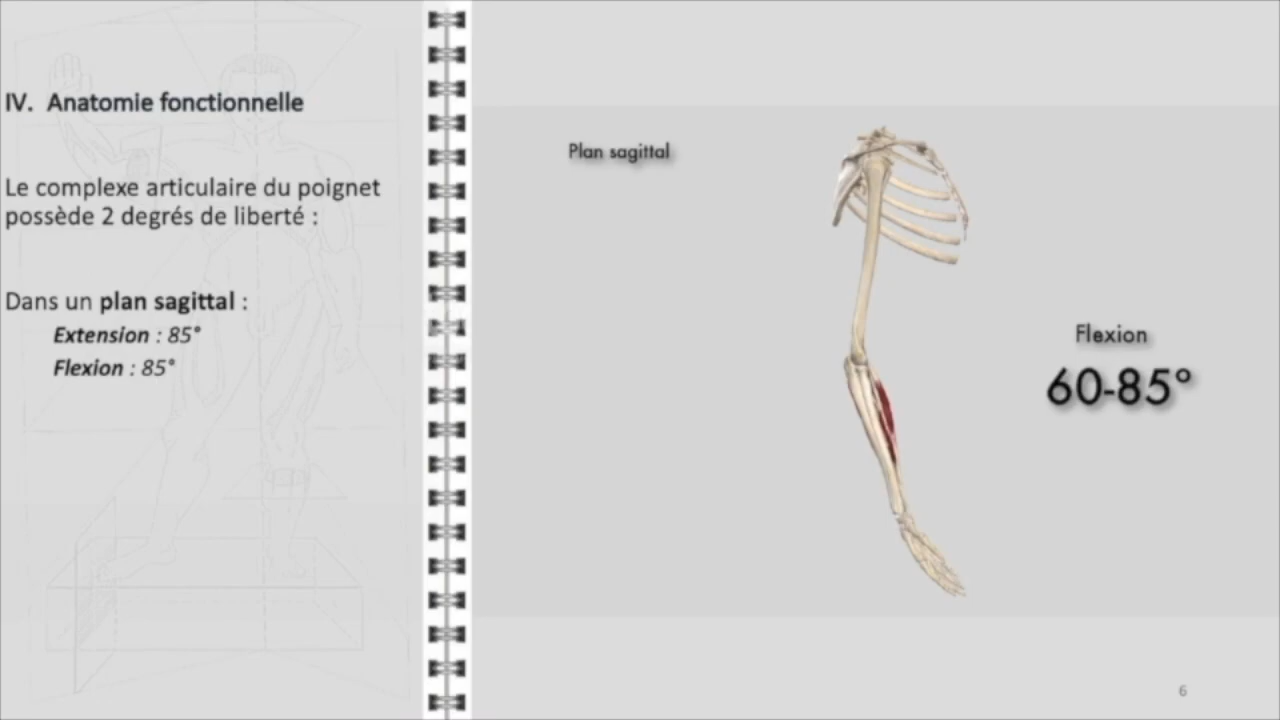 IV. Anatomie fonctionnelle
Le complexe articulaire du poignet
possède 2 degrés de liberté :
Dans un plan sagittal :
Extension : 85°
Flexion : 85°
Plan sagittal
Flexion
60-85°
6